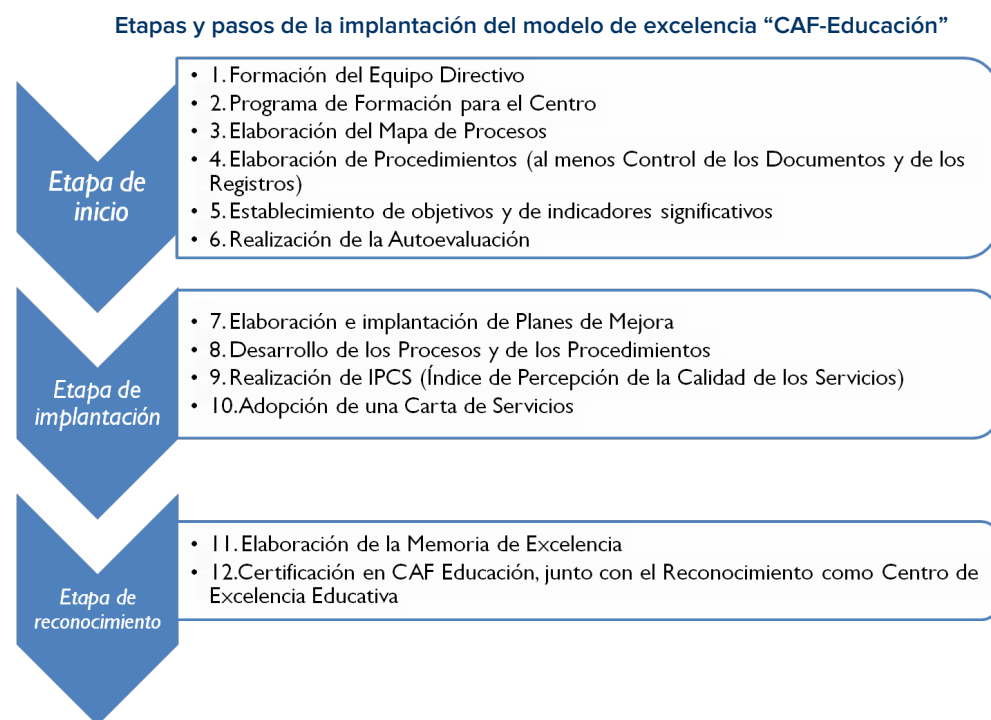 Etapas y pasos de la implantación del modelo de excelencia “CAF-Educación”
Etapa de
inicio
• 1. Formación del Equipo Directivo
• 2. Programa de Formación para el Centro
• 3. Elaboración del Mapa de Procesos
• 4. Elaboración de Procedimientos (al menos Control de los Documentos y de los
Registros)
• 5. Establecimiento de objetivos y de indicadores significativos
• 6. Realización de la Autoevaluación
Etapa de
implantación
• 7. Elaboración e implantación de Planes de Mejora
• 8. Desarrollo de los Procesos y de los Procedimientos
• 9. Realización de IPCS (Índice de Percepción de la Calidad de los Servicios)
• 10. Adopción de una Carta de Servicios
Etapa de
reconocimiento
• 11. Elaboración de la Memoria de Excelencia
• 12.Certificación en CAF Educación, junto con el Reconocimiento como Centro de
Excelencia Educativa